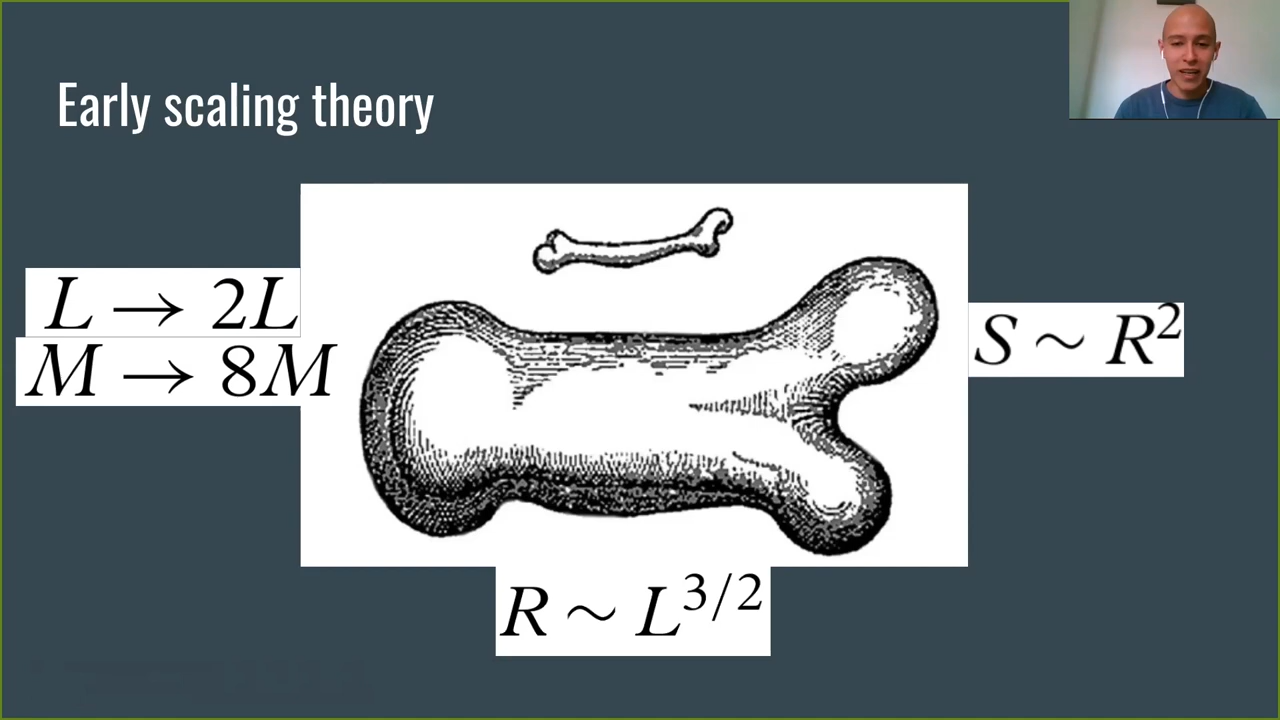 Early scaling theory
L → 2L
M → 8M
S ~ R²
R ~ L^{3/2}